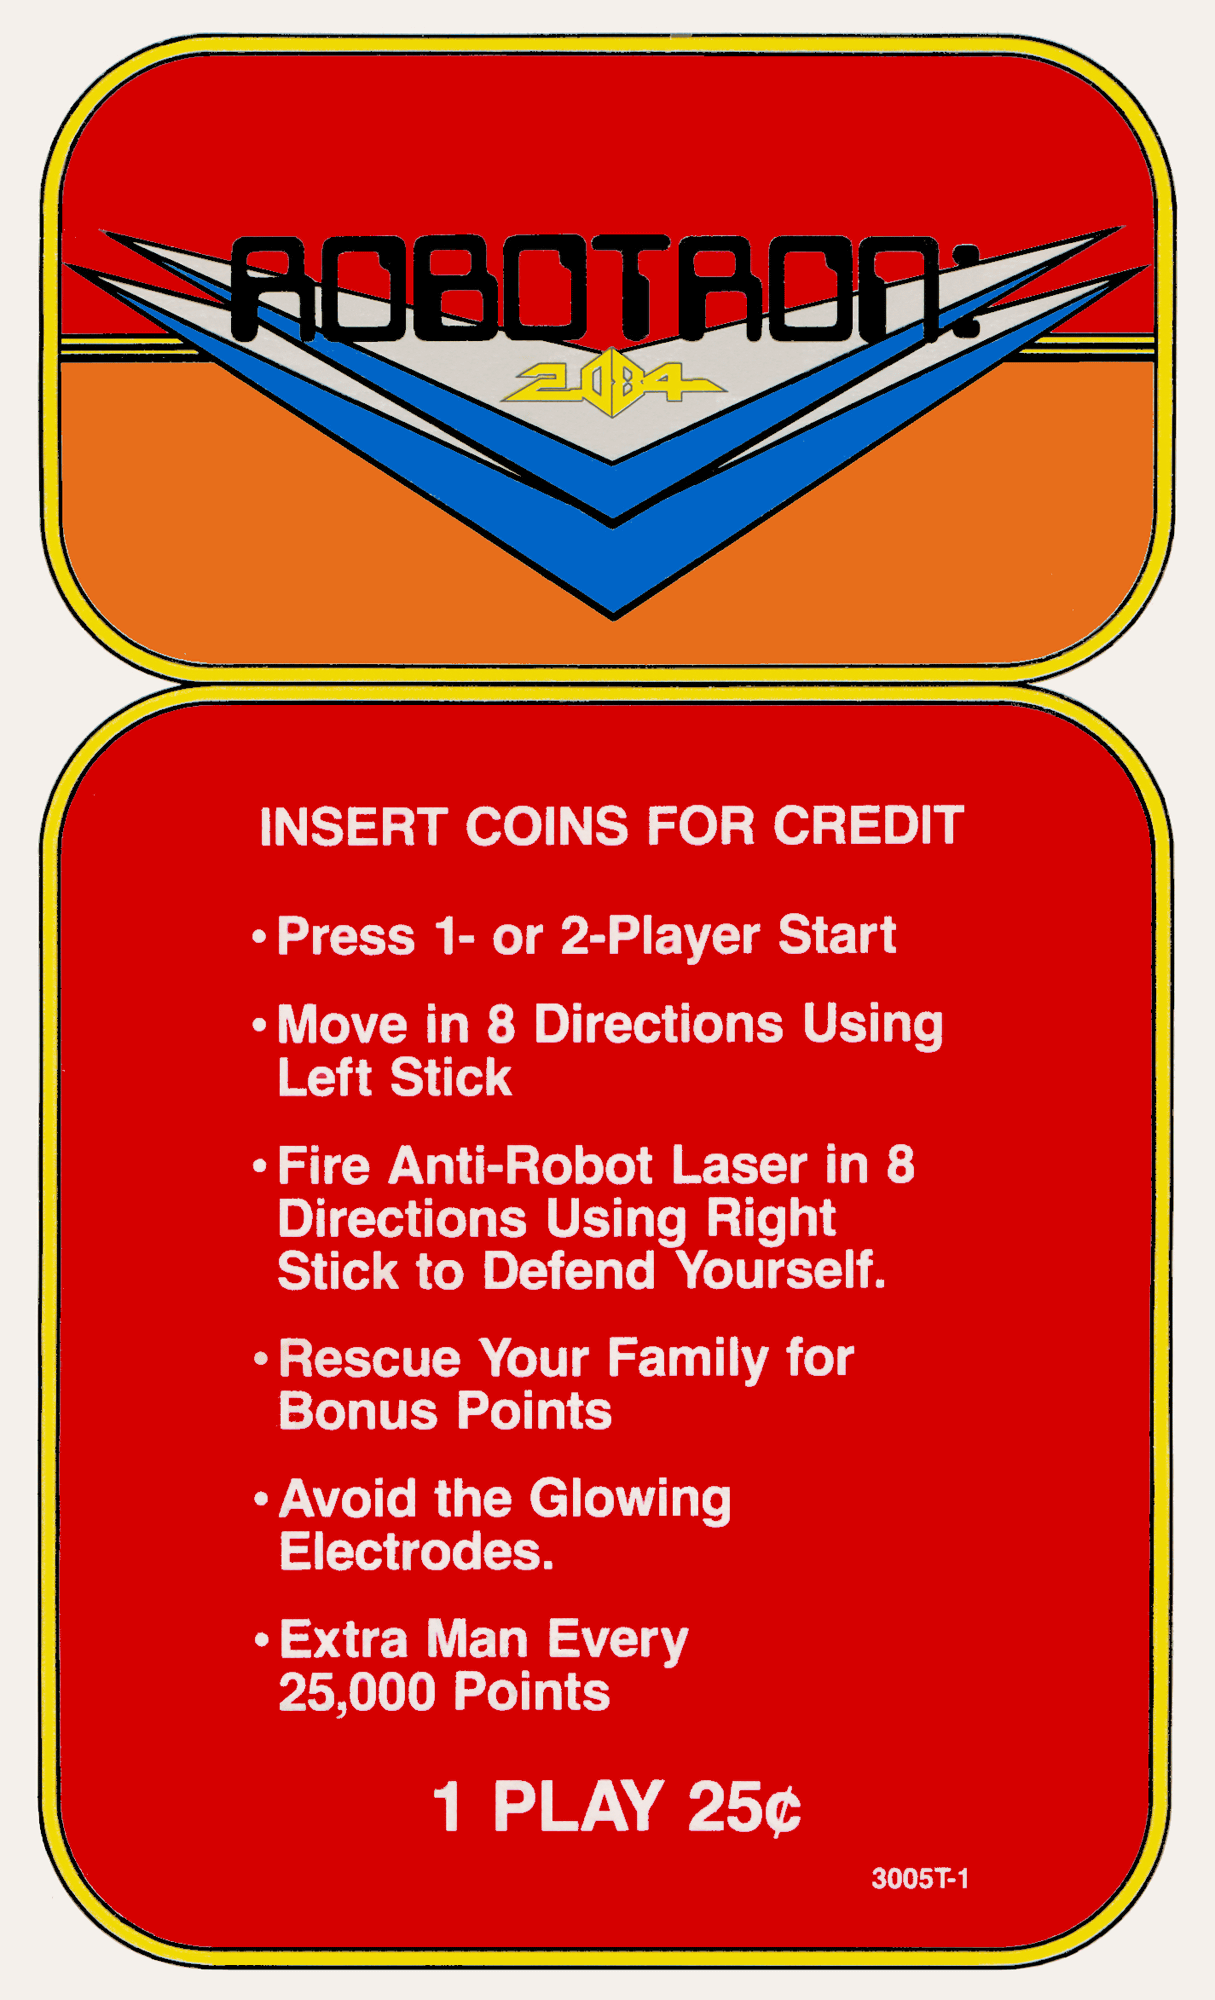 ROBOTRON:
2084
INSERT COINS FOR CREDIT
• Press 1- or 2-Player Start
• Move in 8 Directions Using
Left Stick
• Fire Anti-Robot Laser in 8
Directions Using Right
Stick to Defend Yourself.
• Rescue Your Family for
Bonus Points
• Avoid the Glowing
Electrodes.
• Extra Man Every
25,000 Points
1 PLAY 25¢
3005T-1